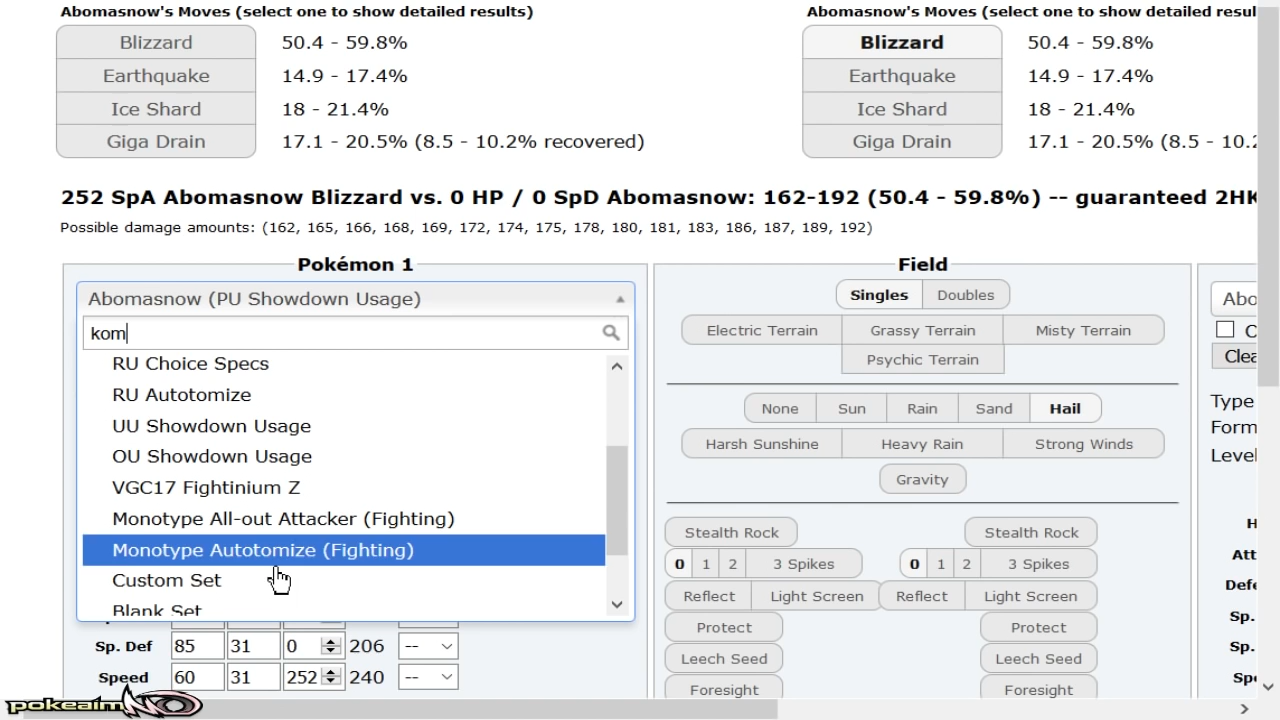 Abomasnow's Moves (select one to show detailed results)
Abomasnow's Moves (select one to show detailed resul
Blizzard 50.4 - 59.8%
Blizzard 50.4 - 59.8%
Earthquake 14.9 - 17.4%
Earthquake 14.9 - 17.4%
Ice Shard 18 - 21.4%
Ice Shard 18 - 21.4%
Giga Drain 17.1 - 20.5% (8.5 - 10.2% recovered)
Giga Drain 17.1 - 20.5% (8.5 - 10.2
252 SpA Abomasnow Blizzard vs. 0 HP / 0 SpD Abomasnow: 162-192 (50.4 - 59.8%) -- guaranteed 2HK
Possible damage amounts: (162, 165, 166, 168, 169, 172, 174, 175, 178, 180, 181, 183, 186, 187, 189, 192)
Pokémon 1
Abomasnow (PU Showdown Usage)
kom
RU Choice Specs
RU Autotomize
UU Showdown Usage
OU Showdown Usage
VGC17 Fightinium Z
Monotype All-out Attacker (Fighting)
Monotype Autotomize (Fighting)
Custom Set
Blank Set
Sp. Def 85 31 0 206 --
Speed 60 31 252 240 --
Field
Singles Doubles
Electric Terrain Grassy Terrain Misty Terrain
Psychic Terrain
None Sun Rain Sand Hail
Harsh Sunshine Heavy Rain Strong Winds
Gravity
Stealth Rock Stealth Rock
0 1 2 3 Spikes 0 1 2 3 Spikes
Reflect Light Screen Reflect Light Screen
Protect Protect
Leech Seed Leech Seed
Foresight Foresight
Abo
C
Clea
Type
Form
Level
H
Att
Defe
Sp.
Sp.
Spe
pokeaimMD